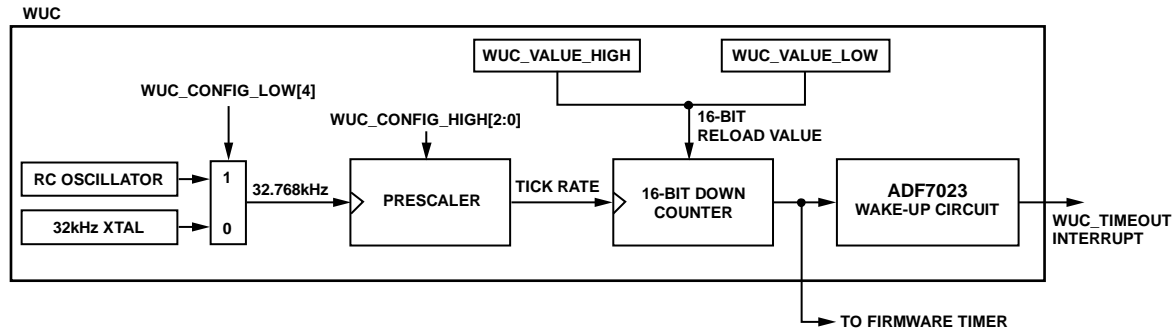 WUC
WUC_VALUE_HIGH
WUC_VALUE_LOW
WUC_CONFIG_LOW[4]
WUC_CONFIG_HIGH[2:0]
16-BIT
RELOAD VALUE
RC OSCILLATOR
1
32.768kHz
PRESCALER
TICK RATE
16-BIT DOWN
COUNTER
ADF7023
WAKE-UP CIRCUIT
32kHz XTAL
0
WUC_TIMEOUT
INTERRUPT
TO FIRMWARE TIMER